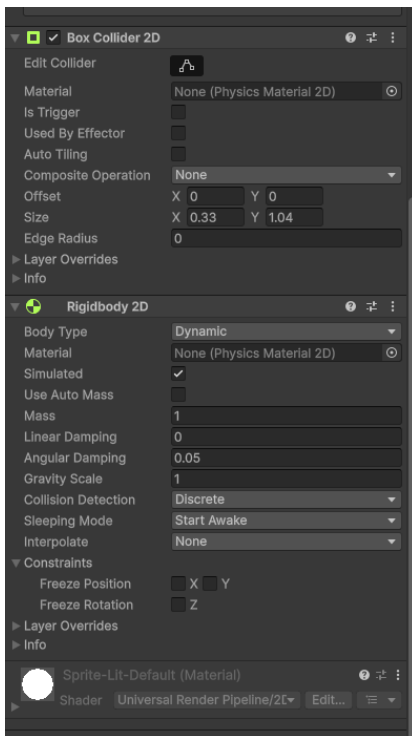 Box Collider 2D
Edit Collider
Material None (Physics Material 2D)
Is Trigger
Used By Effector
Auto Tiling
Composite Operation None
Offset X 0 Y 0
Size X 0.33 Y 1.04
Edge Radius 0
Layer Overrides
Info
Rigidbody 2D
Body Type Dynamic
Material None (Physics Material 2D)
Simulated
Use Auto Mass
Mass 1
Linear Damping 0
Angular Damping 0.05
Gravity Scale 1
Collision Detection Discrete
Sleeping Mode Start Awake
Interpolate None
Constraints
Freeze Position X Y
Freeze Rotation Z
Layer Overrides
Info
Sprite-Lit-Default (Material)
Shader Universal Render Pipeline/2D Edit...